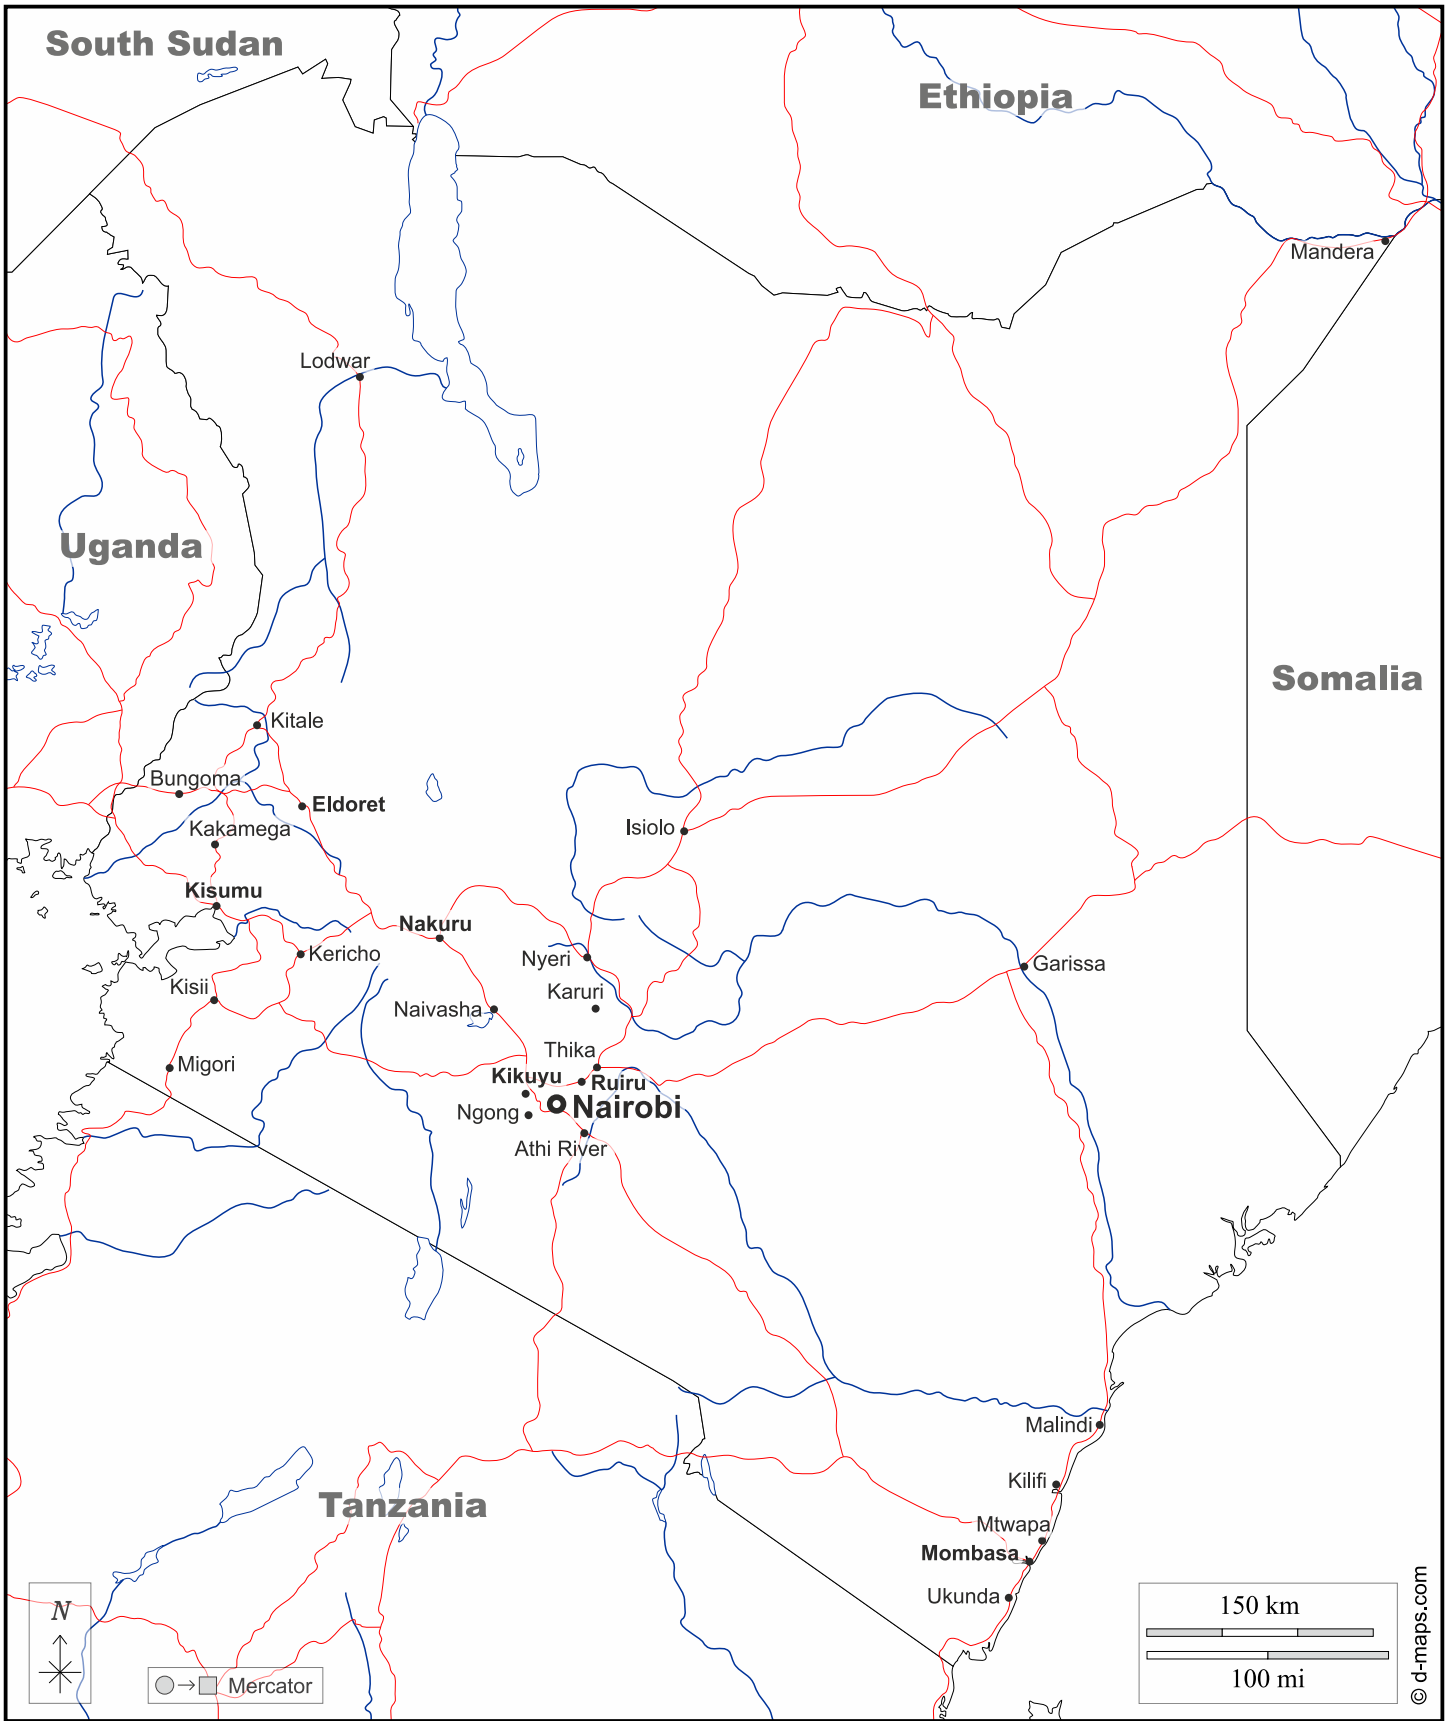 South Sudan
Ethiopia
Mandera
Lodwar
Uganda
Somalia
Kitale
Bungoma
Eldoret
Kakamega
Isiolo
Kisumu
Nakuru
Kericho
Nyeri
Garissa
Kisii
Karuri
Naivasha
Thika
Migori
Kikuyu
Ruiru
Nairobi
Ngong
Athi River
Malindi
Kilifi
Tanzania
Mtwapa
Mombasa
Ukunda
N
Mercator
150 km
100 mi
© d-maps.com